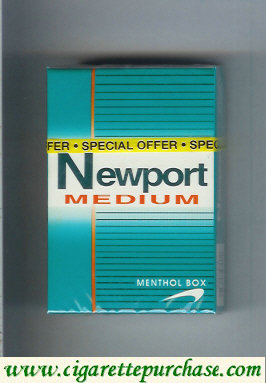 FER • SPECIAL OFFER • SPEC
Newport
MEDIUM
MENTHOL BOX
www.cigarettepurchase.com